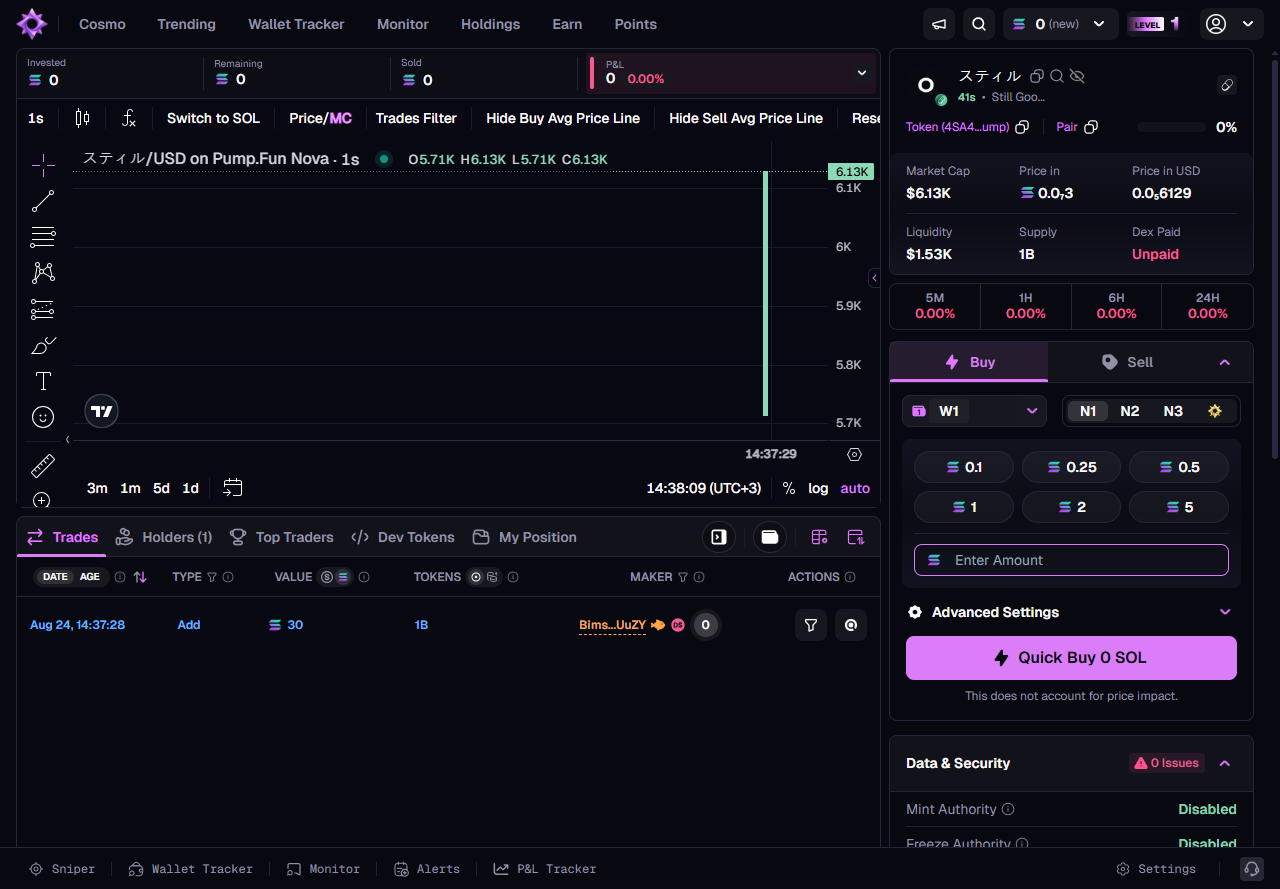 Cosmo Trending Wallet Tracker Monitor Holdings Earn Points 0 (new) LEVEL 1
Invested Remaining Sold P&L
0 0 0 0 0.00%
1s Switch to SOL Price/MC Trades Filter Hide Buy Avg Price Line Hide Sell Avg Price Line Rese
スティル/USD on Pump.Fun Nova · 1s O5.71K H6.13K L5.71K C6.13K
6.13K
6.1K
6K
5.9K
5.8K
5.7K
14:37:29
3m 1m 5d 1d 14:38:09 (UTC+3) % log auto
Trades Holders (1) Top Traders Dev Tokens My Position
DATE AGE TYPE VALUE TOKENS MAKER ACTIONS
Aug 24, 14:37:28 Add 30 1B Bims...UuZY DS 0
スティル
41s • Still Goo...
Token (4SA4...ump) Pair 0%
Market Cap Price in Price in USD
$6.13K 0.0₇3 0.0₅6129
Liquidity Supply Dex Paid
$1.53K 1B Unpaid
5M 1H 6H 24H
0.00% 0.00% 0.00% 0.00%
Buy Sell
W1 N1 N2 N3
0.1 0.25 0.5
1 2 5
Enter Amount
Advanced Settings
Quick Buy 0 SOL
This does not account for price impact.
Data & Security 0 Issues
Mint Authority Disabled
Freeze Authority Disabled
Sniper Wallet Tracker Monitor Alerts P&L Tracker Settings